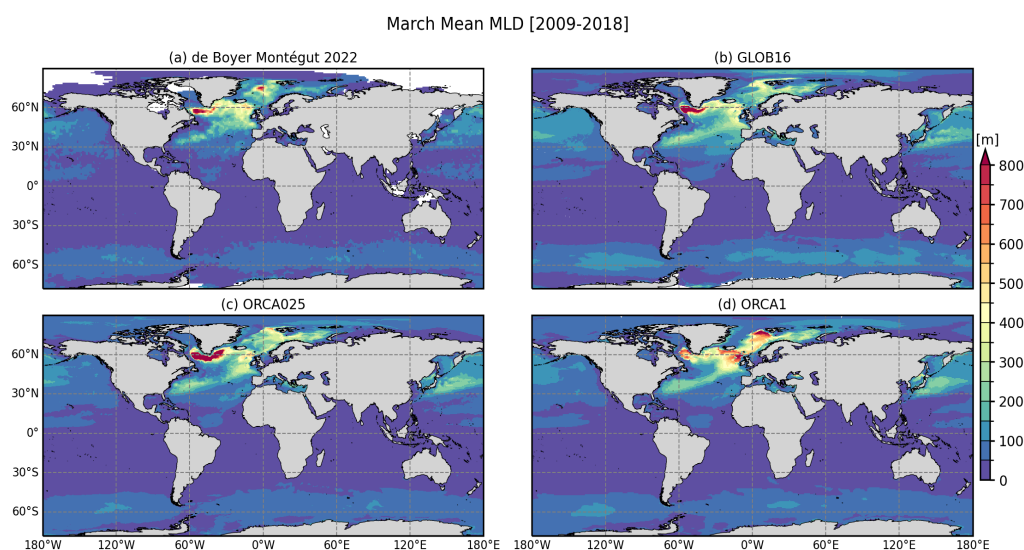 March Mean MLD [2009-2018]
(a) de Boyer Montégut 2022
(b) GLOB16
60°N
30°N
0°
30°S
60°S
[m]
800
700
600
500
400
300
200
100
0
(c) ORCA025
(d) ORCA1
60°N
30°N
0°
30°S
60°S
180°W 120°W 60°W 0°W 60°E 120°E 180°E
180°W 120°W 60°W 0°W 60°E 120°E 180°E